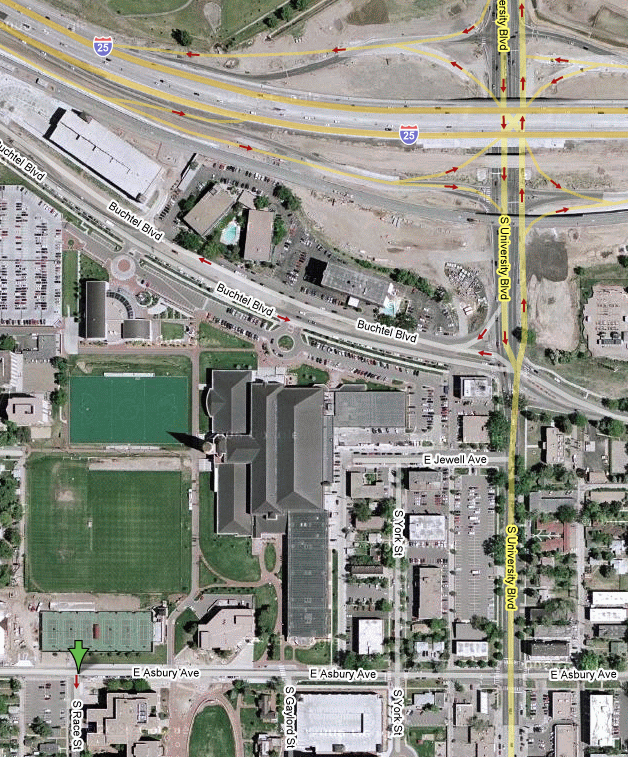 S University Blvd
25
25
Buchtel Blvd
Buchtel Blvd
S University Blvd
Buchtel Blvd
Buchtel Blvd
E Jewell Ave
S York St
S University Blvd
E Asbury Ave
E Asbury Ave
E Asbury Ave
S Race St
S Gaylord St
S York St